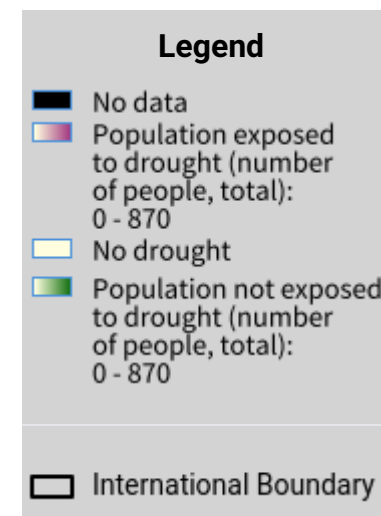 Legend
No data
Population exposed
to drought (number
of people, total):
0 - 870
No drought
Population not exposed
to drought (number
of people, total):
0 - 870
International Boundary